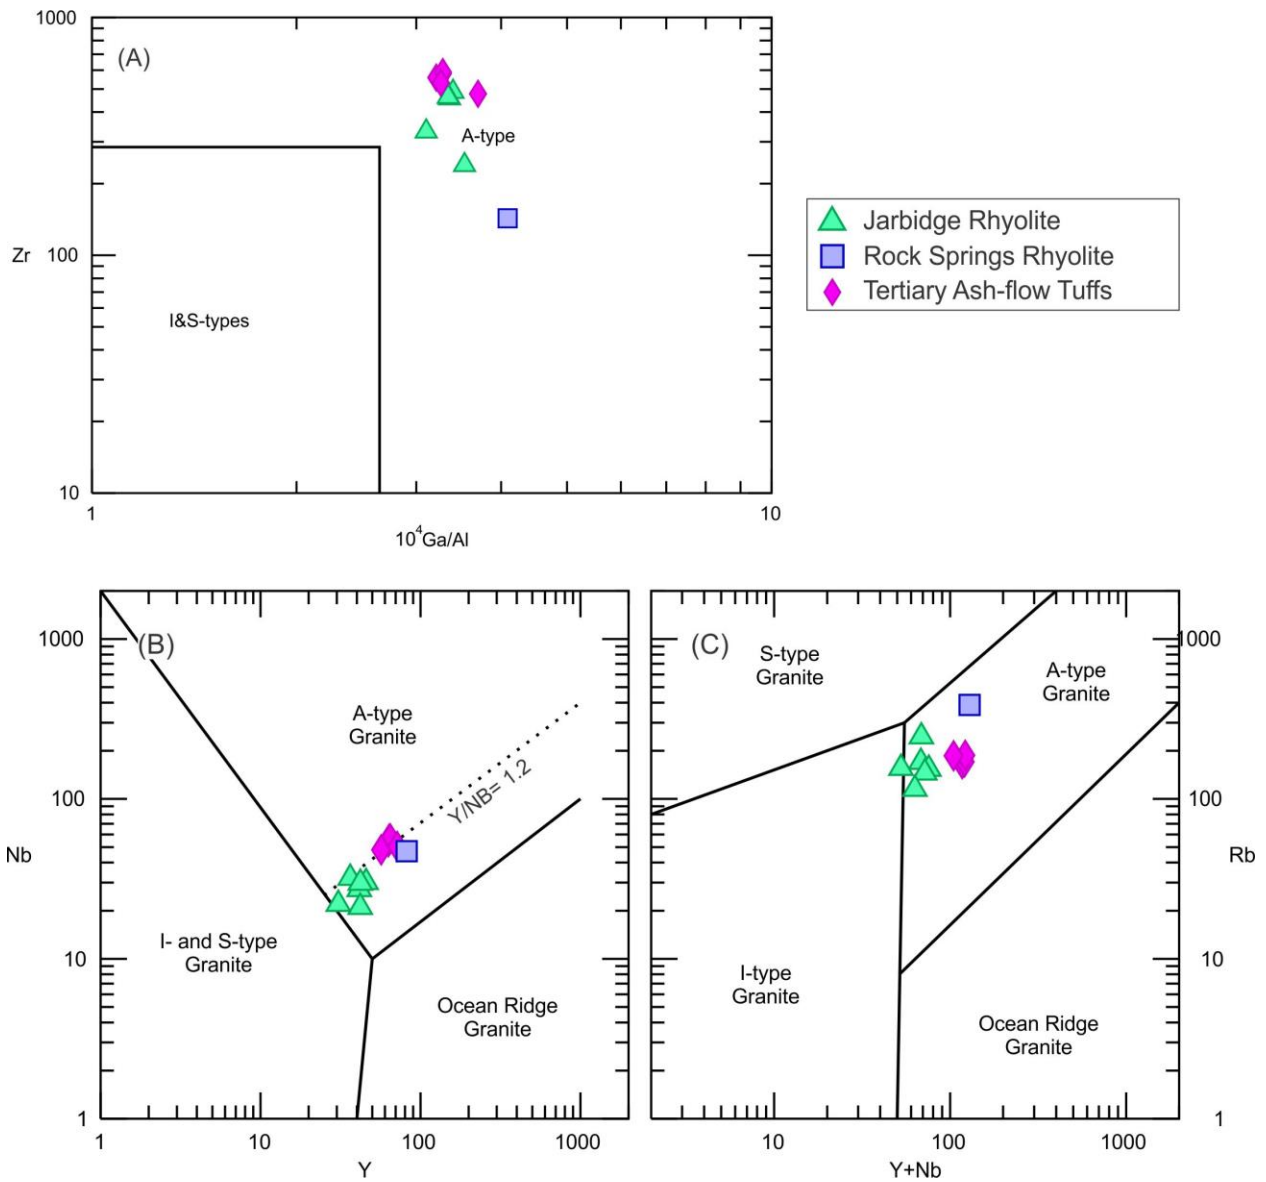 1000
(A)
A-type
Zr
100
I&S-types
10
1
10
10⁴Ga/Al
Jarbidge Rhyolite
Rock Springs Rhyolite
Tertiary Ash-flow Tuffs
1000
(B)
A-type
Granite
Y/NB= 1.2
100
Nb
I- and S-type
Granite
10
Ocean Ridge
Granite
1
1
10
100
1000
Y
(C)
S-type
Granite
A-type
Granite
1000
100
Rb
I-type
Granite
10
Ocean Ridge
Granite
1
10
100
1000
Y+Nb